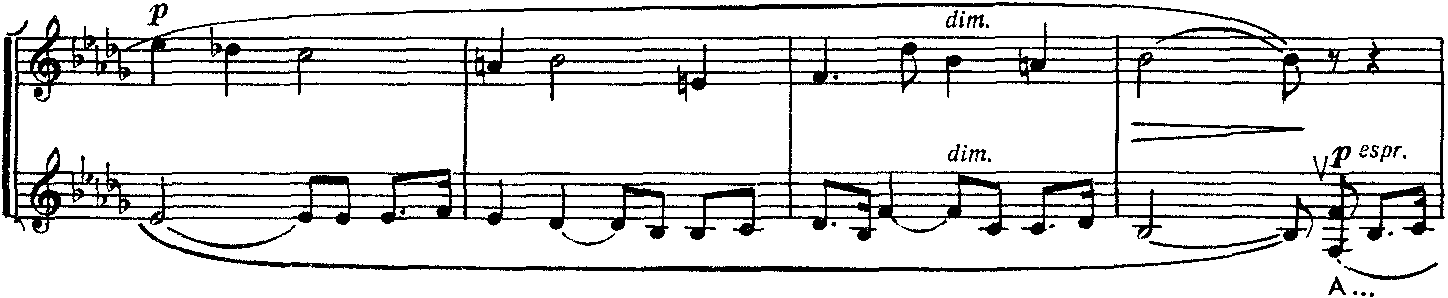 p
dim.
dim.
p espr.
A ...